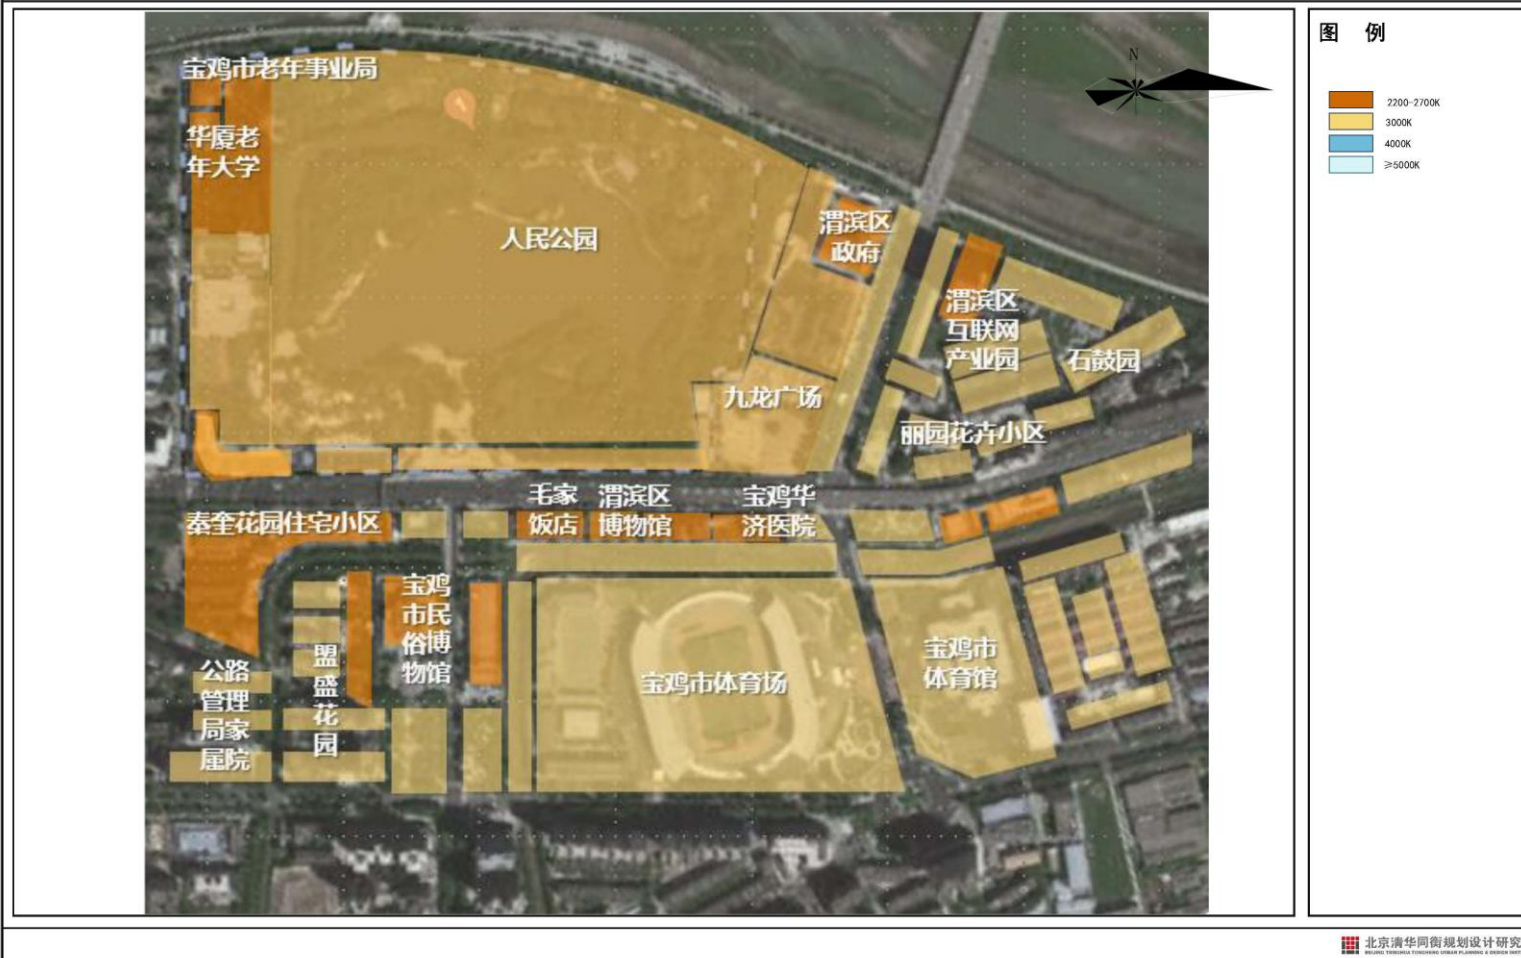 图 例
2200-2700K
3000K
4000K
≥5000K
N
宝鸡市老年事业局
华厦老
年大学
人民公园
渭滨区
政府
渭滨区
互联网
产业园
石鼓园
九龙广场
丽园花卉小区
毛家
饭店
渭滨区
博物馆
宝鸡华
济医院
秦奎花园住宅小区
宝鸡
市民
俗博
物馆
盟
盛
花
园
公路
管理
局家
属院
宝鸡市体育场
宝鸡市
体育馆
北京清华同衡规划设计研究